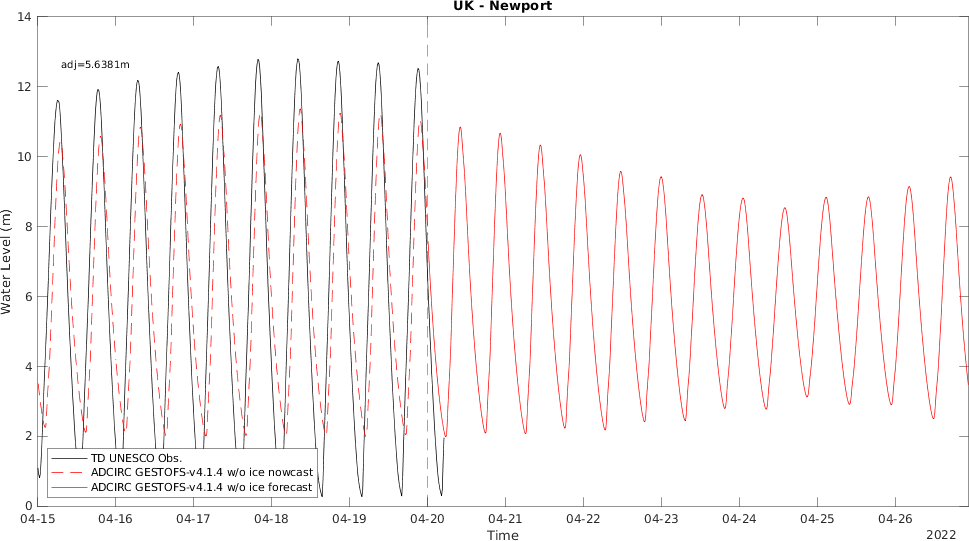 UK - Newport
14
12
10
8
6
4
2
0
Water Level (m)
adj=5.6381m
TD UNESCO Obs.
ADCIRC GESTOFS-v4.1.4 w/o ice nowcast
ADCIRC GESTOFS-v4.1.4 w/o ice forecast
04-15 04-16 04-17 04-18 04-19 04-20 04-21 04-22 04-23 04-24 04-25 04-26
Time
2022